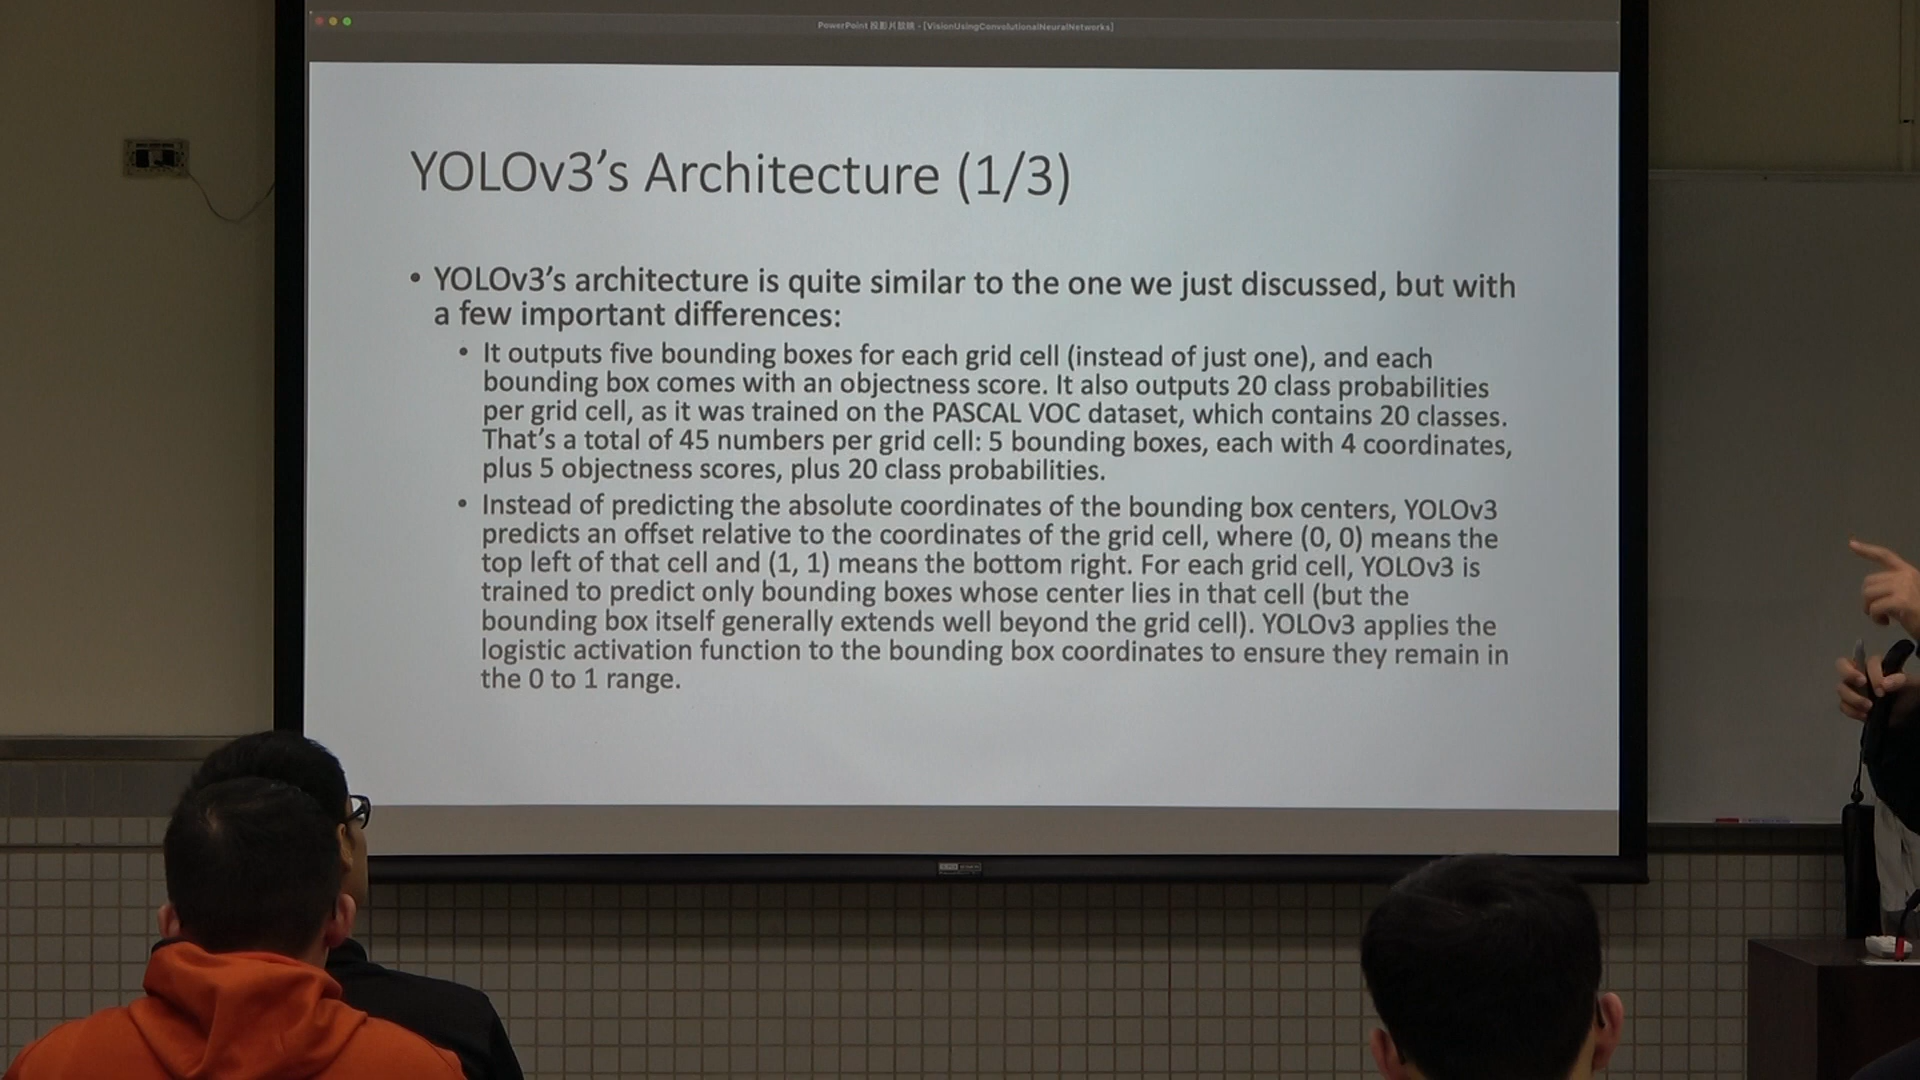 PowerPoint 投影片放映 - [VisionUsingConvolutionalNeuralNetworks]
YOLOv3’s Architecture (1/3)
• YOLOv3’s architecture is quite similar to the one we just discussed, but with
a few important differences:
• It outputs five bounding boxes for each grid cell (instead of just one), and each
bounding box comes with an objectness score. It also outputs 20 class probabilities
per grid cell, as it was trained on the PASCAL VOC dataset, which contains 20 classes.
That’s a total of 45 numbers per grid cell: 5 bounding boxes, each with 4 coordinates,
plus 5 objectness scores, plus 20 class probabilities.
• Instead of predicting the absolute coordinates of the bounding box centers, YOLOv3
predicts an offset relative to the coordinates of the grid cell, where (0, 0) means the
top left of that cell and (1, 1) means the bottom right. For each grid cell, YOLOv3 is
trained to predict only bounding boxes whose center lies in that cell (but the
bounding box itself generally extends well beyond the grid cell). YOLOv3 applies the
logistic activation function to the bounding box coordinates to ensure they remain in
the 0 to 1 range.